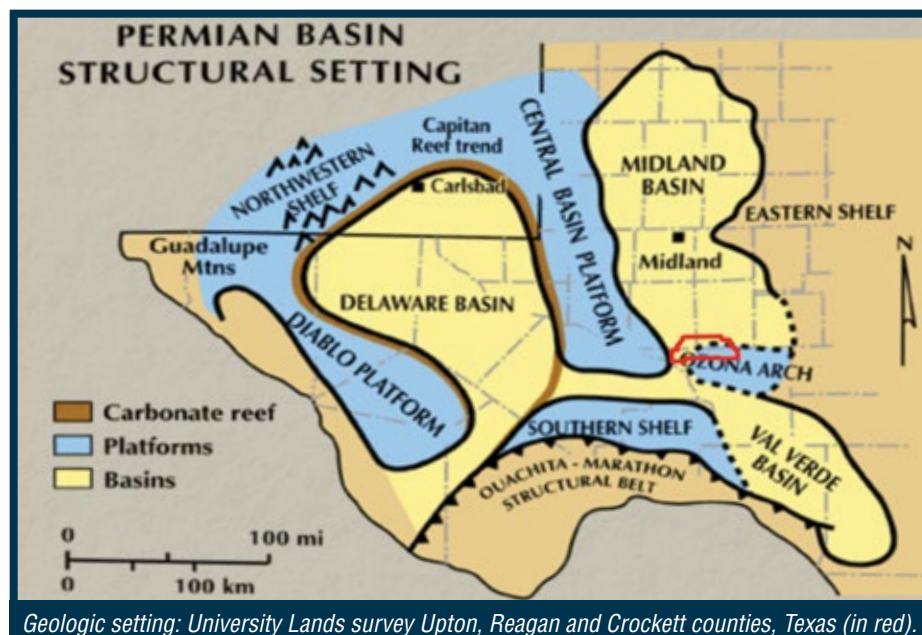 PERMIAN BASIN
STRUCTURAL SETTING
Capitan
Reef trend
NORTHWESTERN
SHELF
Carlsbad
CENTRAL BASIN PLATFORM
MIDLAND
BASIN
EASTERN SHELF
Midland
N
Guadalupe
Mtns
DELAWARE BASIN
DIABLO PLATFORM
OZONA ARCH
SOUTHERN SHELF
VAL VERDE
BASIN
OUACHITA - MARATHON
STRUCTURAL BELT
Carbonate reef
Platforms
Basins
0 100 mi
0 100 km
Geologic setting: University Lands survey Upton, Reagan and Crockett counties, Texas (in red).